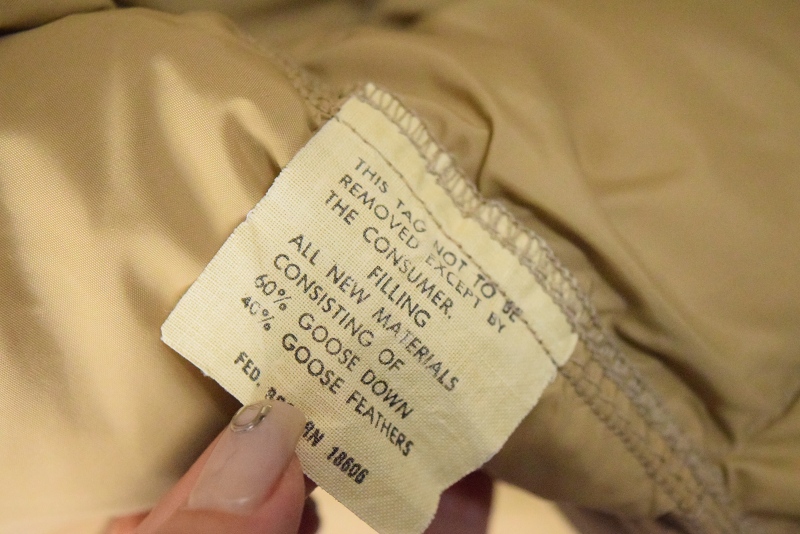 THIS TAG NOT TO BE
REMOVED EXCEPT BY
THE CONSUMER.
FILLING
ALL NEW MATERIALS
CONSISTING OF
60% GOOSE DOWN
40% GOOSE FEATHERS
FED. RN 18606